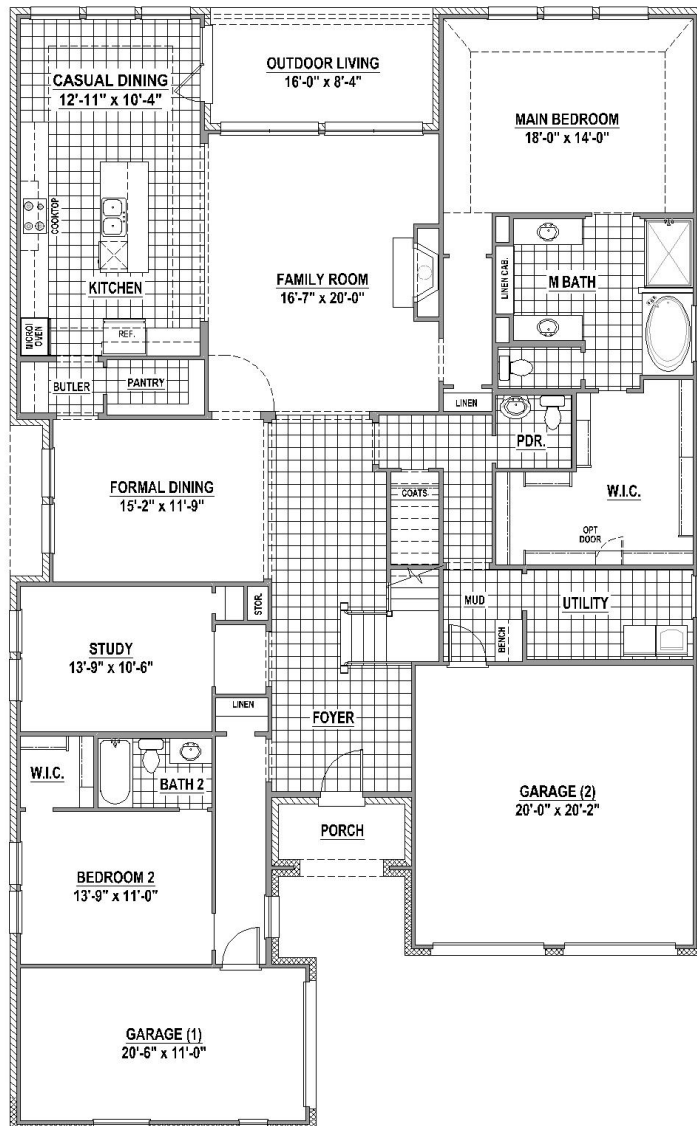 OUTDOOR LIVING
16'-0" x 8'-4"
CASUAL DINING
12'-11" x 10'-4"
MAIN BEDROOM
18'-0" x 14'-0"
COOKTOP
KITCHEN
FAMILY ROOM
16'-7" x 20'-0"
LINEN CAB.
M BATH
MICRO/
OVEN
REF.
BUTLER
PANTRY
LINEN
PDR.
W.I.C.
OPT
DOOR
FORMAL DINING
15'-2" x 11'-9"
COATS
STOR.
MUD
BENCH
UTILITY
STUDY
13'-9" x 10'-6"
LINEN
FOYER
W.I.C.
BATH 2
PORCH
GARAGE (2)
20'-0" x 20'-2"
BEDROOM 2
13'-9" x 11'-0"
GARAGE (1)
20'-6" x 11'-0"